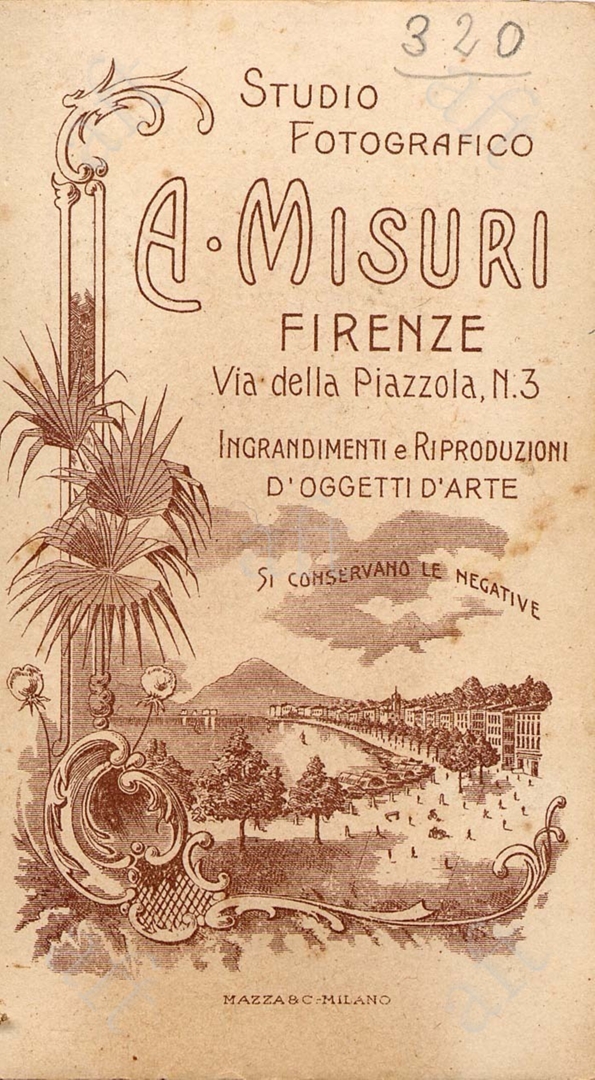 320
STUDIO
FOTOGRAFICO
A. MISURI
FIRENZE
Via della Piazzola, N.3
INGRANDIMENTI e RIPRODUZIONI
D'OGGETTI D'ARTE
SI CONSERVANO LE NEGATIVE
MAZZA & C.-MILANO